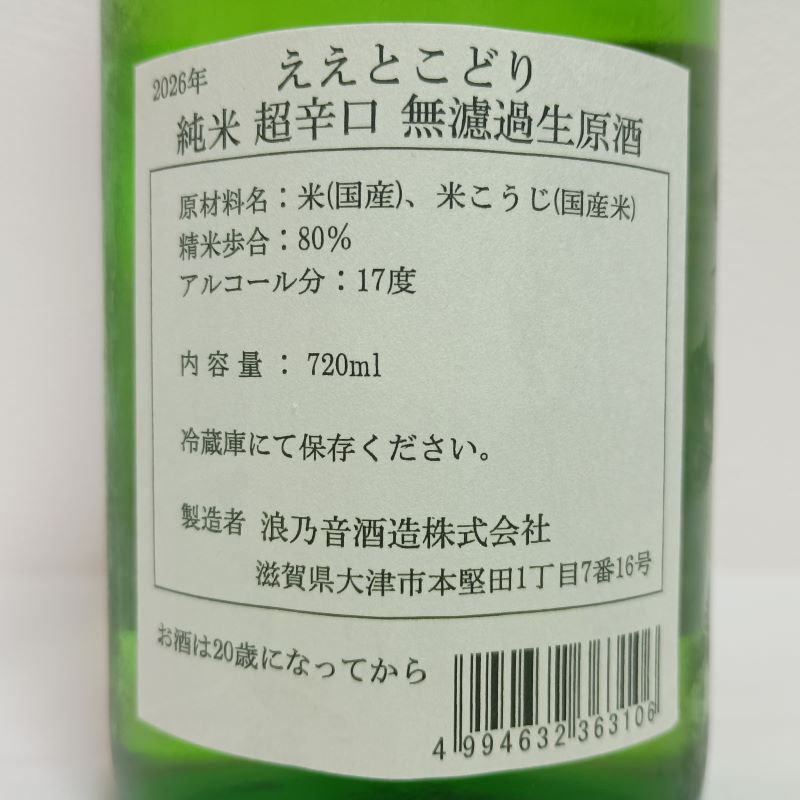 2026年
ええとこどり
純米 超辛口 無濾過生原酒
原材料名：米(国産)、米こうじ(国産米)
精米歩合：80%
アルコール分：17度
内容量：720ml
冷蔵庫にて保存ください。
製造者 浪乃音酒造株式会社
滋賀県大津市本堅田1丁目7番16号
お酒は20歳になってから
4994632363106